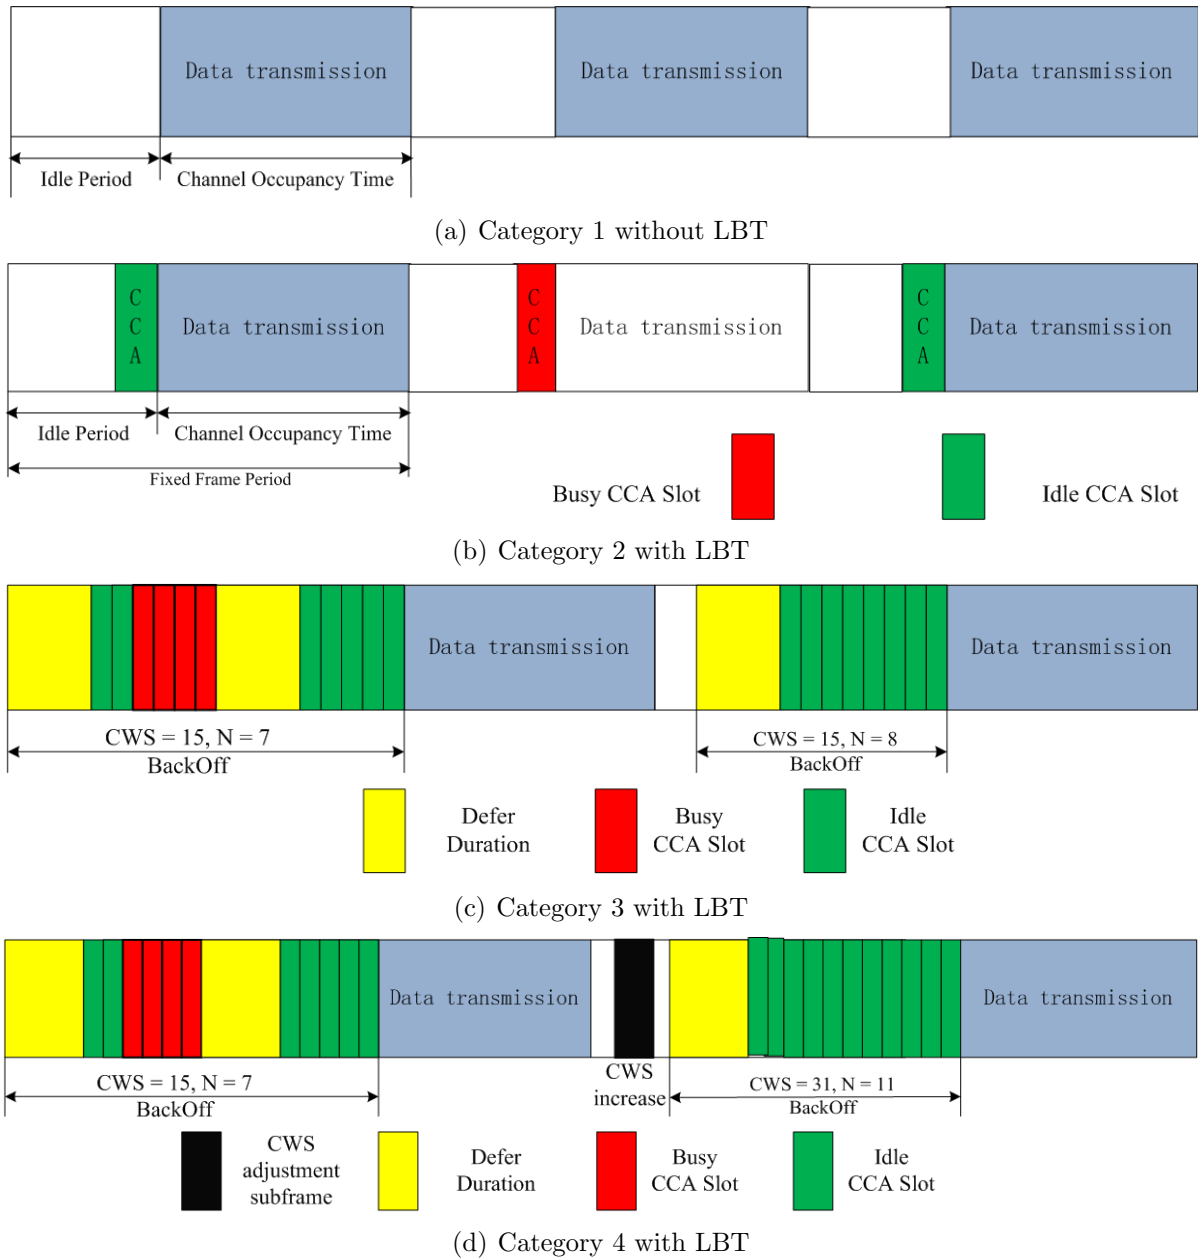 Data transmission Data transmission Data transmission
Idle Period Channel Occupancy Time
(a) Category 1 without LBT
C
C
A
Data transmission
C
C
A
Data transmission
C
C
A
Data transmission
Idle Period Channel Occupancy Time
Fixed Frame Period
Busy CCA Slot Idle CCA Slot
(b) Category 2 with LBT
Data transmission Data transmission
CWS = 15, N = 7
BackOff
CWS = 15, N = 8
BackOff
Defer
Duration
Busy
CCA Slot
Idle
CCA Slot
(c) Category 3 with LBT
Data transmission Data transmission
CWS = 15, N = 7
BackOff
CWS
increase
CWS = 31, N = 11
BackOff
CWS
adjustment
subframe
Defer
Duration
Busy
CCA Slot
Idle
CCA Slot
(d) Category 4 with LBT